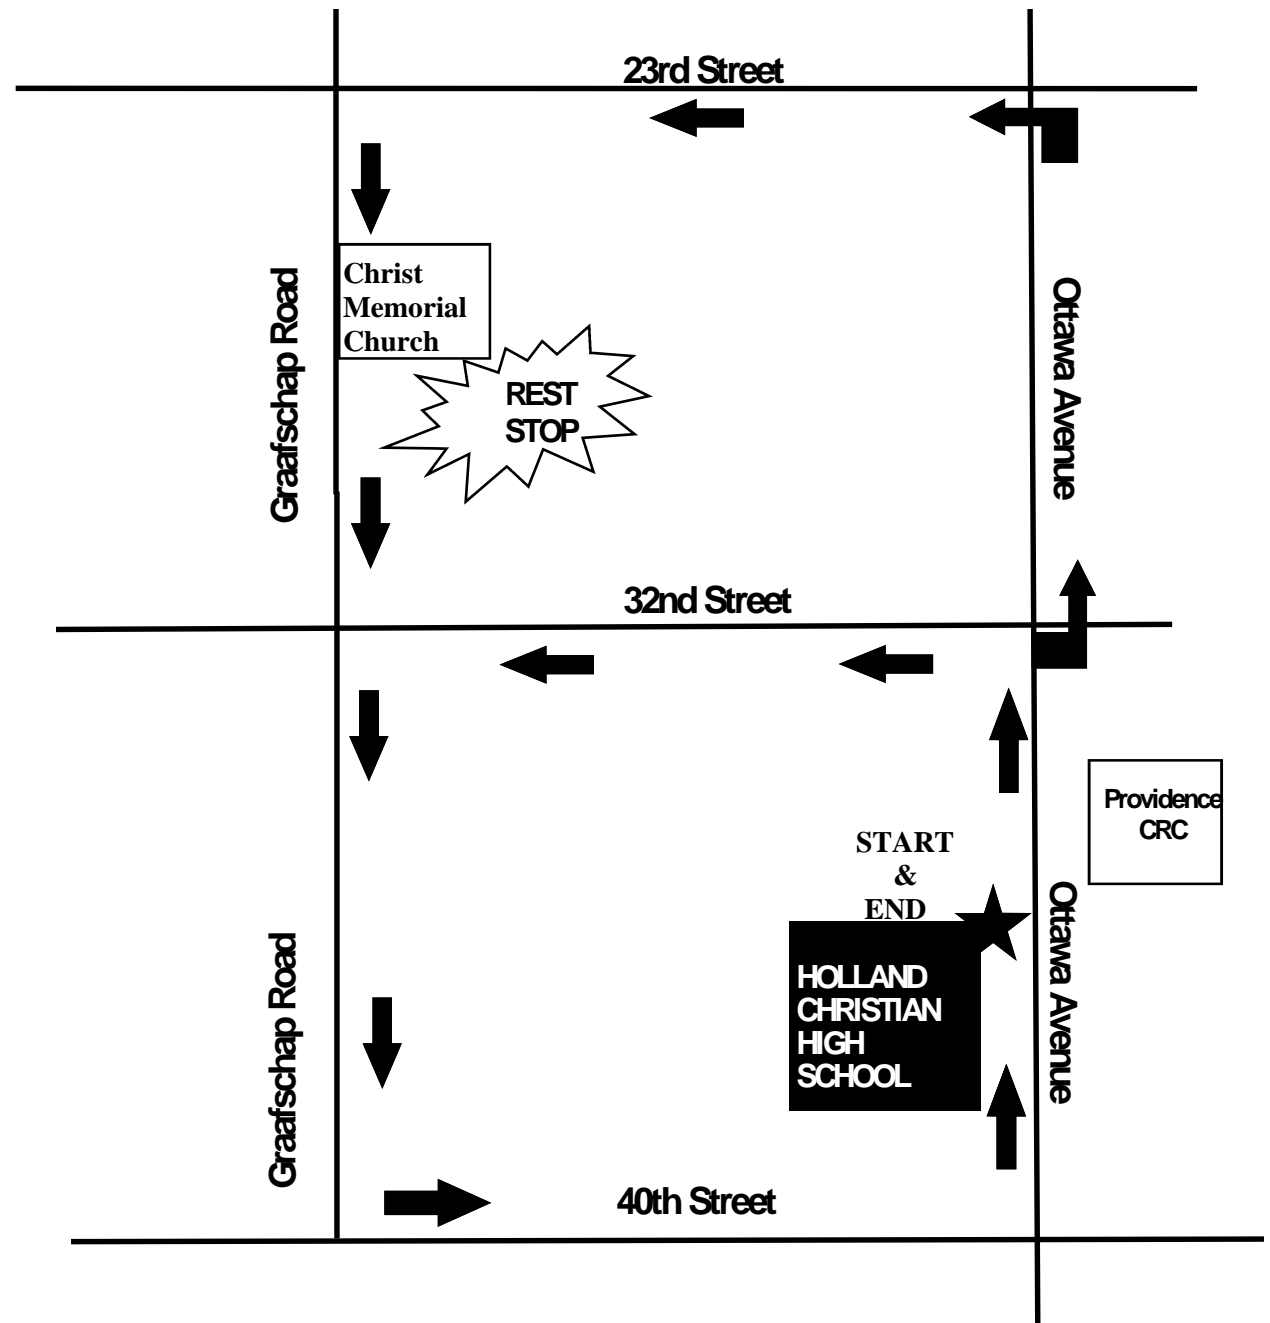 23rd Street
Christ
Memorial
Church
Graafschap Road
Ottawa Avenue
REST
STOP
32nd Street
Providence
CRC
START
&
END
HOLLAND
CHRISTIAN
HIGH
SCHOOL
Ottawa Avenue
Graafschap Road
40th Street